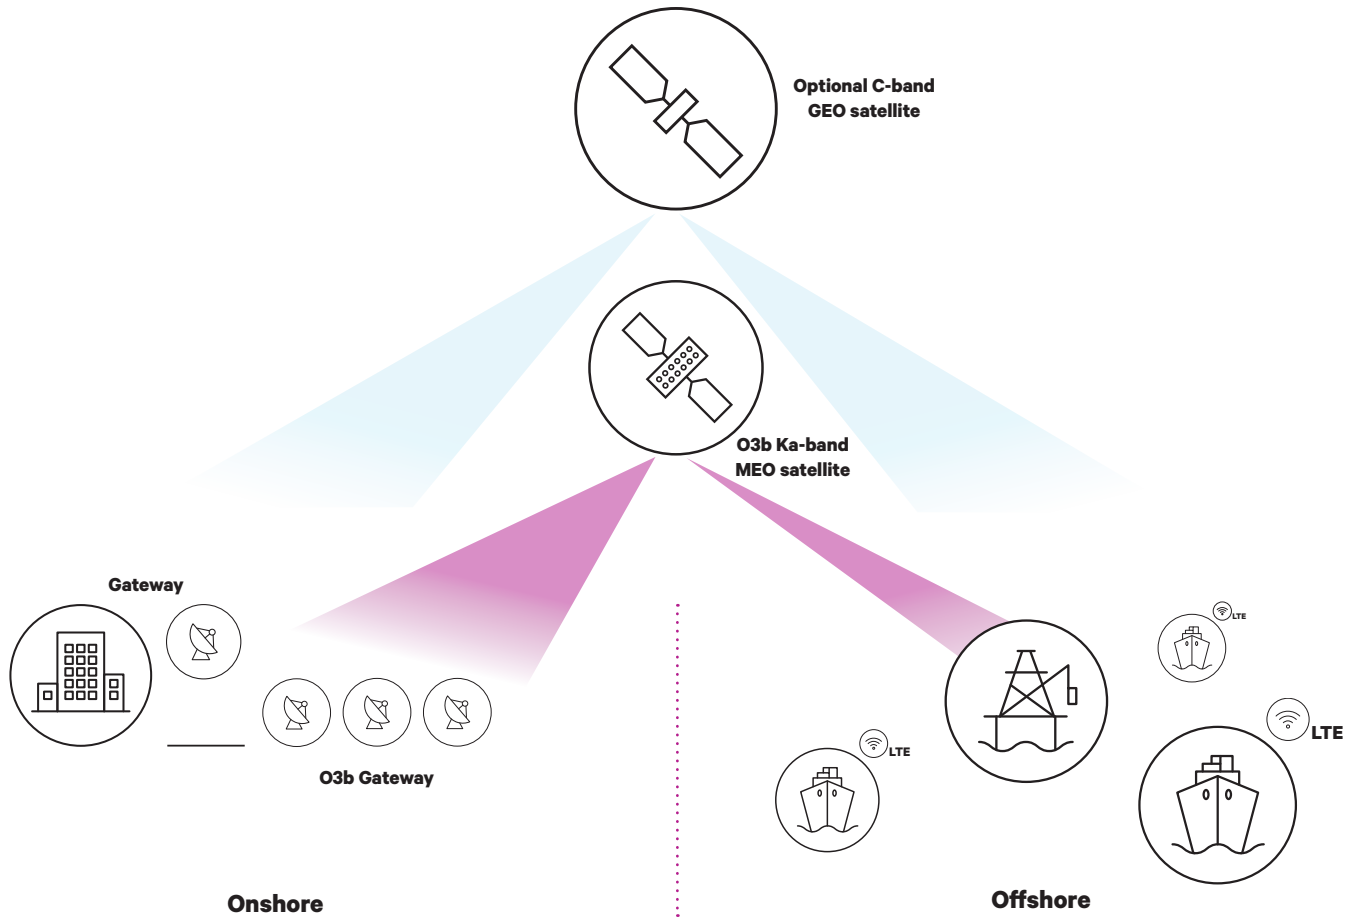 Optional C-band
GEO satellite
O3b Ka-band
MEO satellite
Gateway
O3b Gateway
Onshore
LTE
LTE
LTE
Offshore